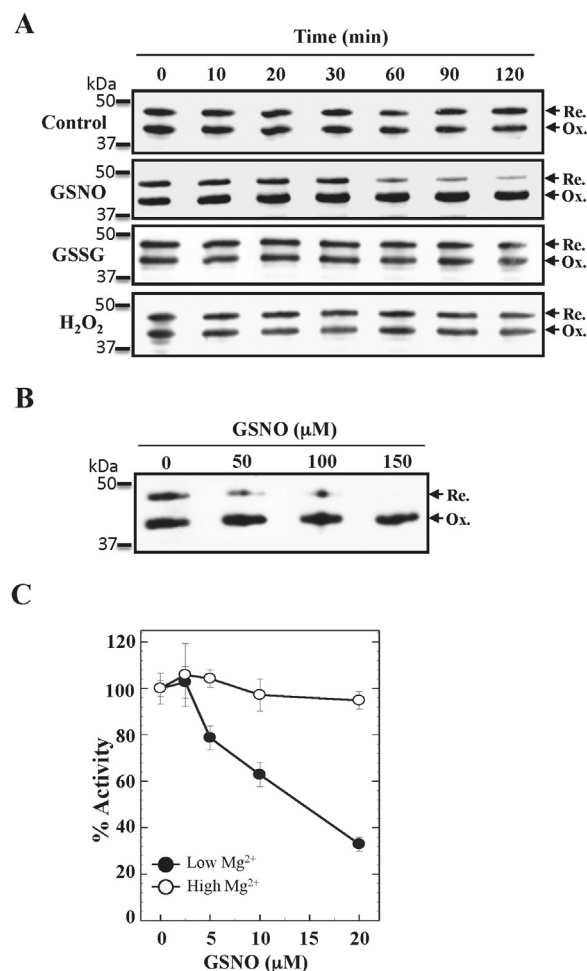 A
Time (min)
kDa 0 10 20 30 60 90 120
50
Control
37
Re.
Ox.
50
GSNO
37
Re.
Ox.
50
GSSG
37
Re.
Ox.
50
H₂O₂
37
Re.
Ox.
B
GSNO (μM)
kDa 0 50 100 150
50
37
Re.
Ox.
C
120
100
80
60
40
20
0
% Activity
Low Mg²⁺
High Mg²⁺
0 5 10 15 20
GSNO (μM)